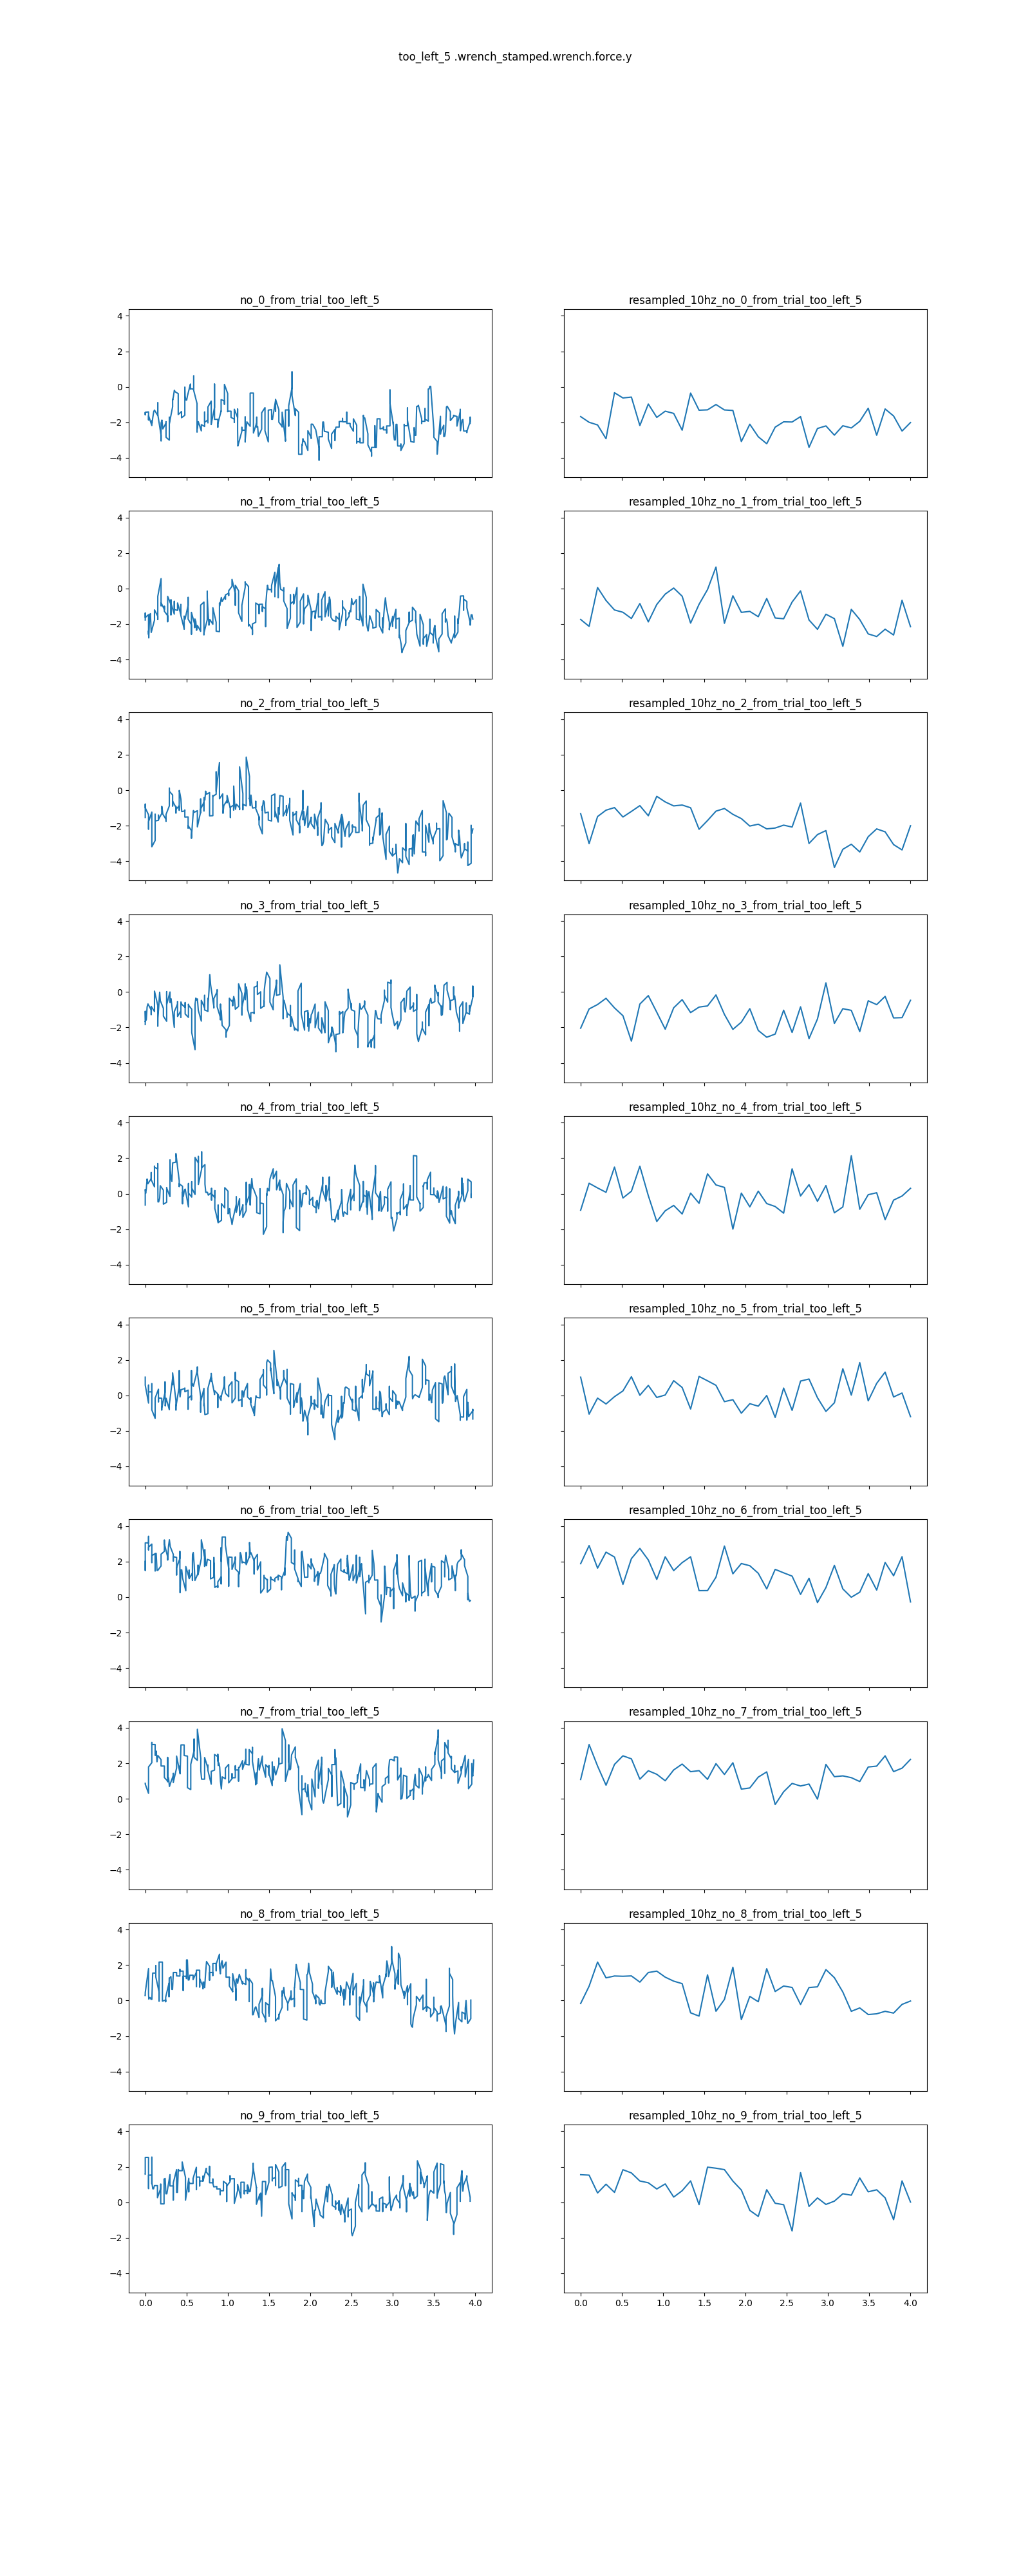 too_left_5 .wrench_stamped.wrench.force.y
no_0_from_trial_too_left_5
resampled_10hz_no_0_from_trial_too_left_5
4
2
0
−2
−4
no_1_from_trial_too_left_5
resampled_10hz_no_1_from_trial_too_left_5
4
2
0
−2
−4
no_2_from_trial_too_left_5
resampled_10hz_no_2_from_trial_too_left_5
4
2
0
−2
−4
no_3_from_trial_too_left_5
resampled_10hz_no_3_from_trial_too_left_5
4
2
0
−2
−4
no_4_from_trial_too_left_5
resampled_10hz_no_4_from_trial_too_left_5
4
2
0
−2
−4
no_5_from_trial_too_left_5
resampled_10hz_no_5_from_trial_too_left_5
4
2
0
−2
−4
no_6_from_trial_too_left_5
resampled_10hz_no_6_from_trial_too_left_5
4
2
0
−2
−4
no_7_from_trial_too_left_5
resampled_10hz_no_7_from_trial_too_left_5
4
2
0
−2
−4
no_8_from_trial_too_left_5
resampled_10hz_no_8_from_trial_too_left_5
4
2
0
−2
−4
no_9_from_trial_too_left_5
resampled_10hz_no_9_from_trial_too_left_5
4
2
0
−2
−4
0.0 0.5 1.0 1.5 2.0 2.5 3.0 3.5 4.0
0.0 0.5 1.0 1.5 2.0 2.5 3.0 3.5 4.0